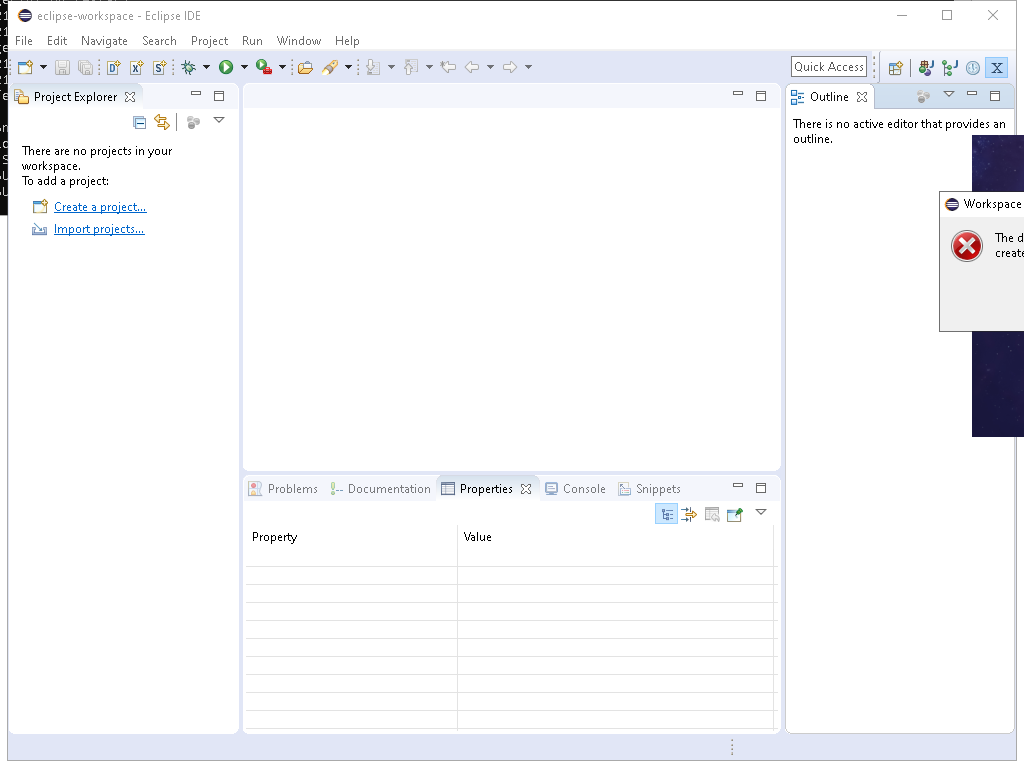 eclipse-workspace - Eclipse IDE
File Edit Navigate Search Project Run Window Help
Quick Access
Project Explorer
There are no projects in your
workspace.
To add a project:
Create a project...
Import projects...
Outline
There is no active editor that provides an
outline.
Workspace
The d
create
Problems Documentation Properties Console Snippets
Property Value